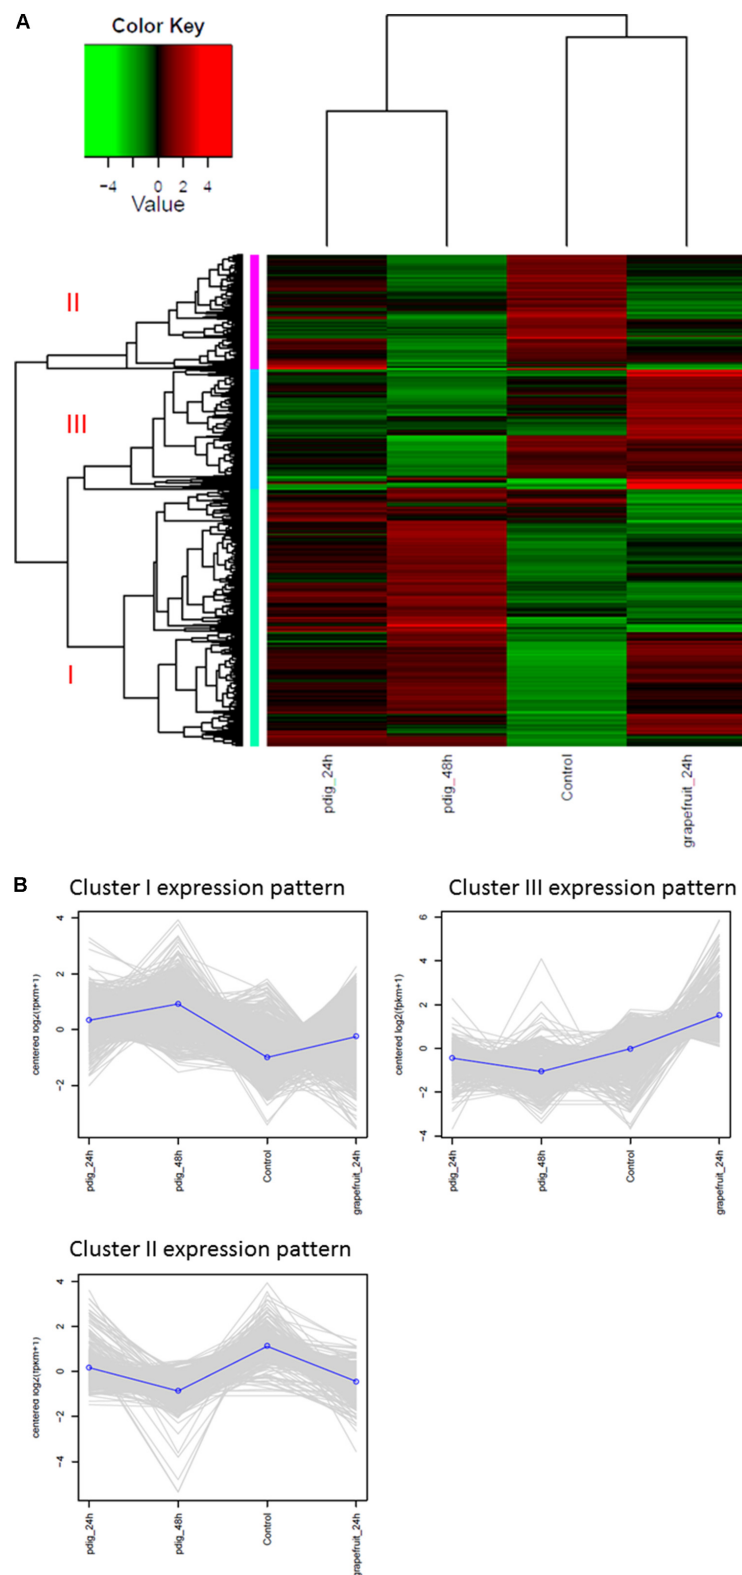 A
Color Key
−4 0 2 4
Value
II
III
I
pdig_24h
pdig_48h
Control
grapefruit_24h
B
Cluster I expression pattern
centered log2(fpkm+1)
4
2
0
−2
pdig_24h
pdig_48h
Control
grapefruit_24h
Cluster III expression pattern
centered log2(fpkm+1)
6
4
2
0
−2
−4
pdig_24h
pdig_48h
Control
grapefruit_24h
Cluster II expression pattern
centered log2(fpkm+1)
4
2
0
−2
−4
pdig_24h
pdig_48h
Control
grapefruit_24h